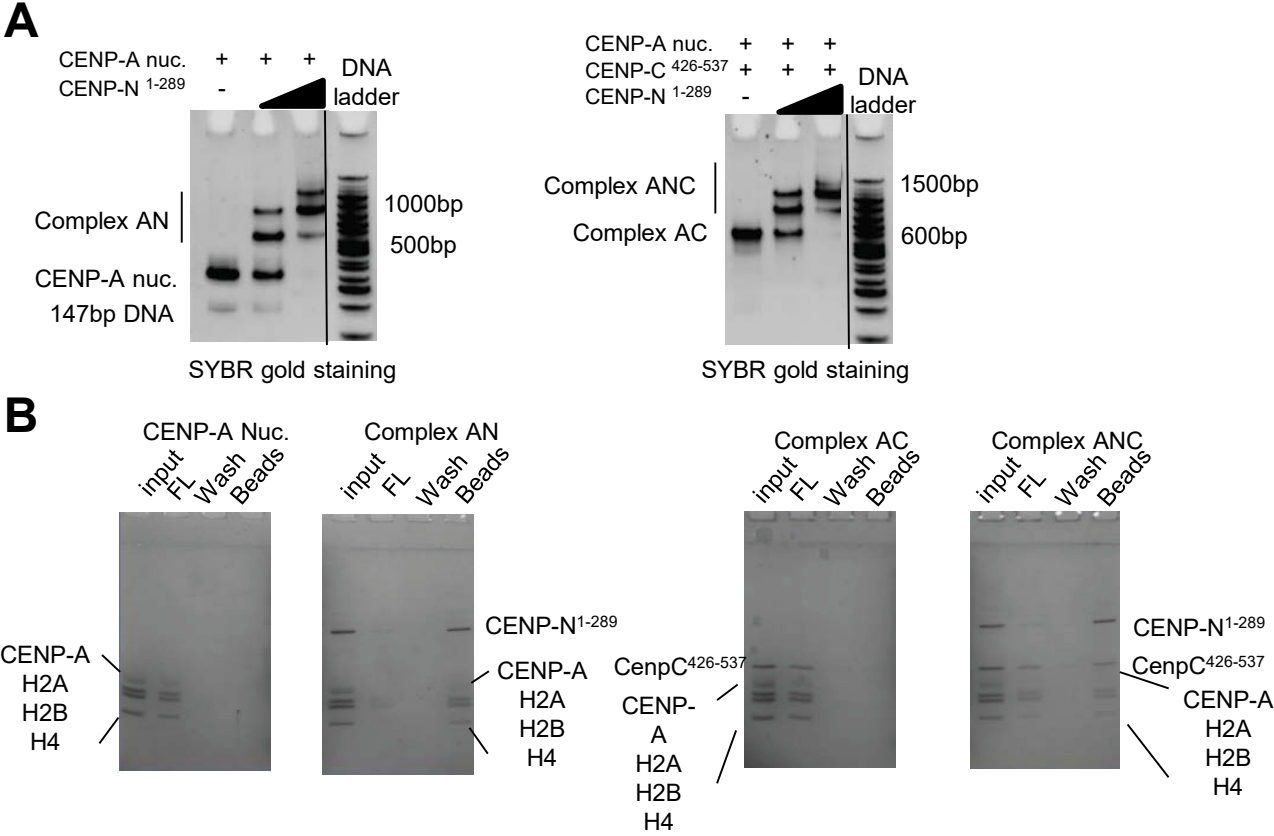 A
CENP-A nuc. + + +
CENP-N 1-289 -
DNA
ladder
Complex AN
1000bp
500bp
CENP-A nuc.
147bp DNA
SYBR gold staining
CENP-A nuc. + + +
CENP-C 426-537 + + +
CENP-N 1-289 -
DNA
ladder
Complex ANC
1500bp
Complex AC
600bp
SYBR gold staining
B
CENP-A Nuc.
input FL Wash Beads
CENP-A
H2A
H2B
H4
Complex AN
input FL Wash Beads
CENP-N1-289
CENP-A
H2A
H2B
H4
Complex AC
input FL Wash Beads
CenpC426-537
CENP-
A
H2A
H2B
H4
Complex ANC
input FL Wash Beads
CENP-N1-289
CenpC426-537
CENP-A
H2A
H2B
H4